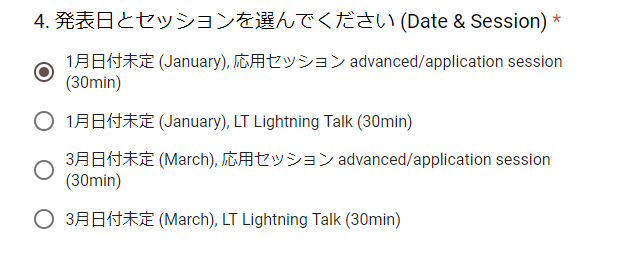 4. 発表日とセッションを選んでください (Date & Session) *
1月日付未定 (January), 応用セッション advanced/application session
(30min)
1月日付未定 (January), LT Lightning Talk (30min)
3月日付未定 (March), 応用セッション advanced/application session
(30min)
3月日付未定 (March), LT Lightning Talk (30min)